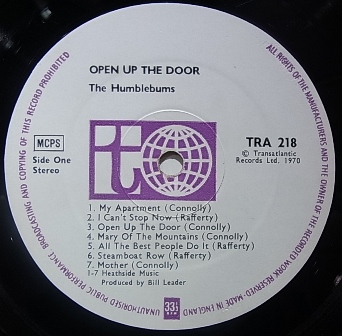 OPEN UP THE DOOR
The Humblebums
MCPS
Side One
Stereo
TRA 218
© Transatlantic
Records Ltd. 1970
1. My Apartment (Connolly)
2. I Can't Stop Now (Rafferty)
3. Open Up The Door (Connolly)
4. Mary Of The Mountains (Connolly)
5. All The Best People Do It (Rafferty)
6. Steamboat Row (Rafferty)
7. Mother (Connolly)
1-7 Heathside Music
Produced by Bill Leader
33⅓
ALL RIGHTS OF THE MANUFACTURERS AND THE OWNER OF THE RECORDED WORK RESERVED-MADE IN ENGLAND-UNAUTHORISED PUBLIC PERFORMANCE BROADCASTING AND COPYING OF THIS RECORD PROHIBITED